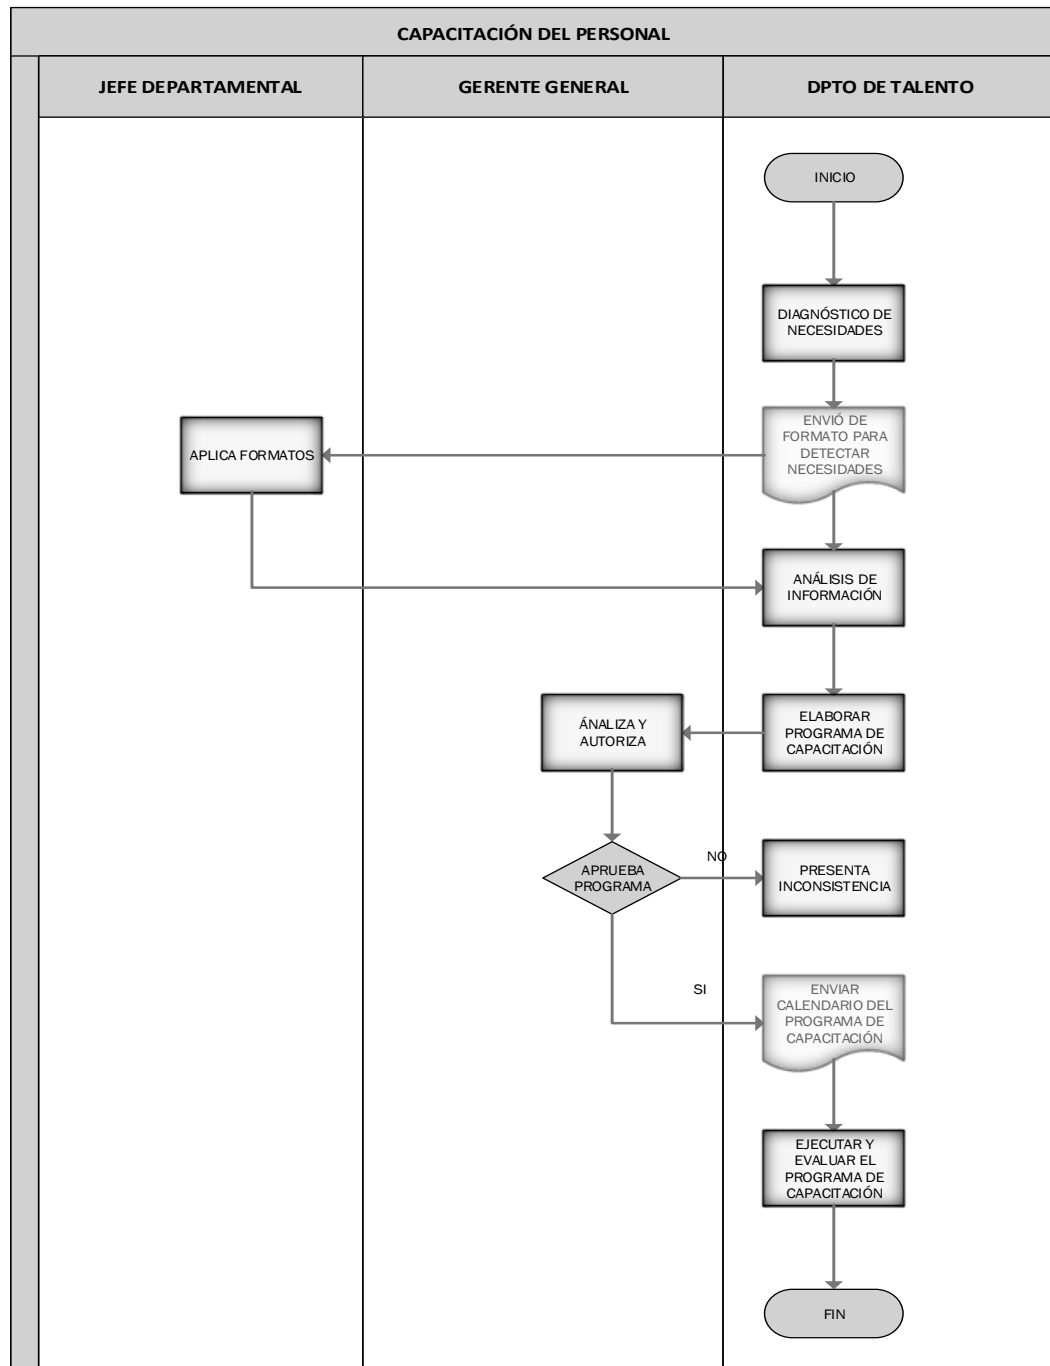 CAPACITACIÓN DEL PERSONAL
JEFE DEPARTAMENTAL
GERENTE GENERAL
DPTO DE TALENTO
INICIO
DIAGNÓSTICO DE
NECESIDADES
ENVIÓ DE
FORMATO PARA
DETECTAR
NECESIDADES
APLICA FORMATOS
ANÁLISIS DE
INFORMACIÓN
ELABORAR
PROGRAMA DE
CAPACITACIÓN
ÁNALIZA Y
AUTORIZA
APRUEBA
PROGRAMA
NO
PRESENTA
INCONSISTENCIA
SI
ENVIAR
CALENDARIO DEL
PROGRAMA DE
CAPACITACIÓN
EJECUTAR Y
EVALUAR EL
PROGRAMA DE
CAPACITACIÓN
FIN